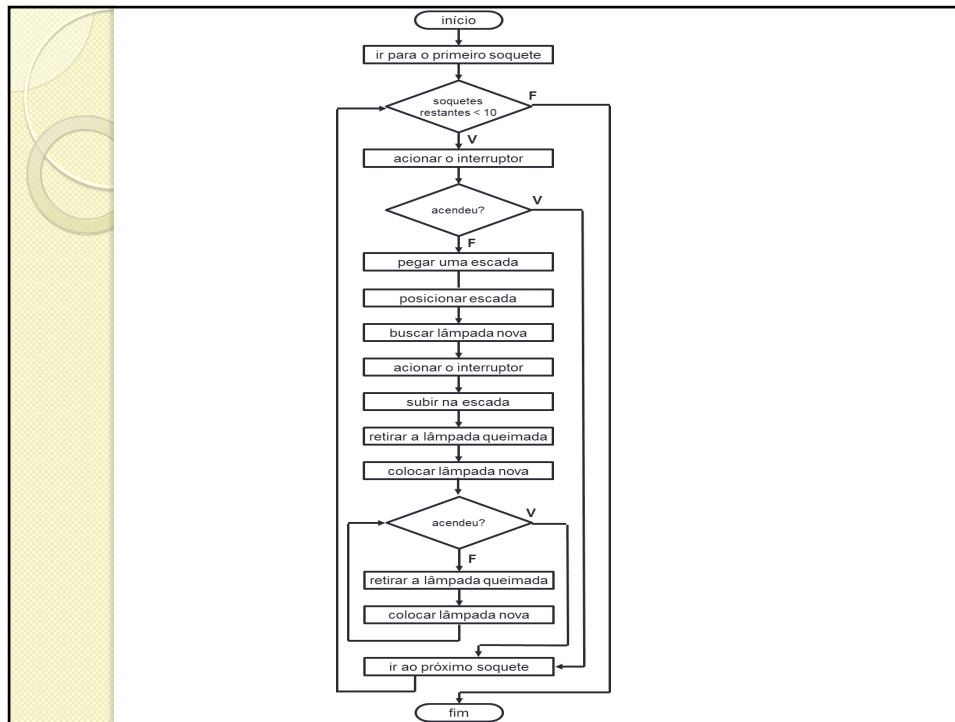 início
ir para o primeiro soquete
soquetes
restantes < 10
F
V
acionar o interruptor
acendeu?
V
F
pegar uma escada
posicionar escada
buscar lâmpada nova
acionar o interruptor
subir na escada
retirar a lâmpada queimada
colocar lâmpada nova
acendeu?
V
F
retirar a lâmpada queimada
colocar lâmpada nova
ir ao próximo soquete
fim